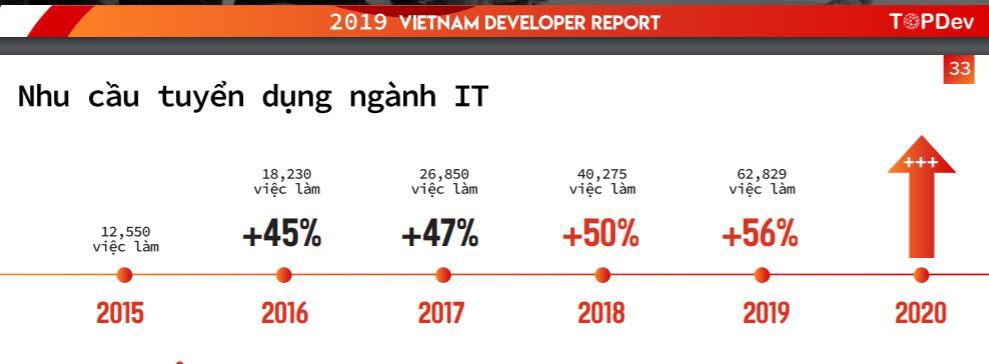 2019 VIETNAM DEVELOPER REPORT
TOPDev
33
Nhu cầu tuyển dụng ngành IT
12,550
việc làm
18,230
việc làm
+45%
26,850
việc làm
+47%
40,275
việc làm
+50%
62,829
việc làm
+56%
+++
2015
2016
2017
2018
2019
2020